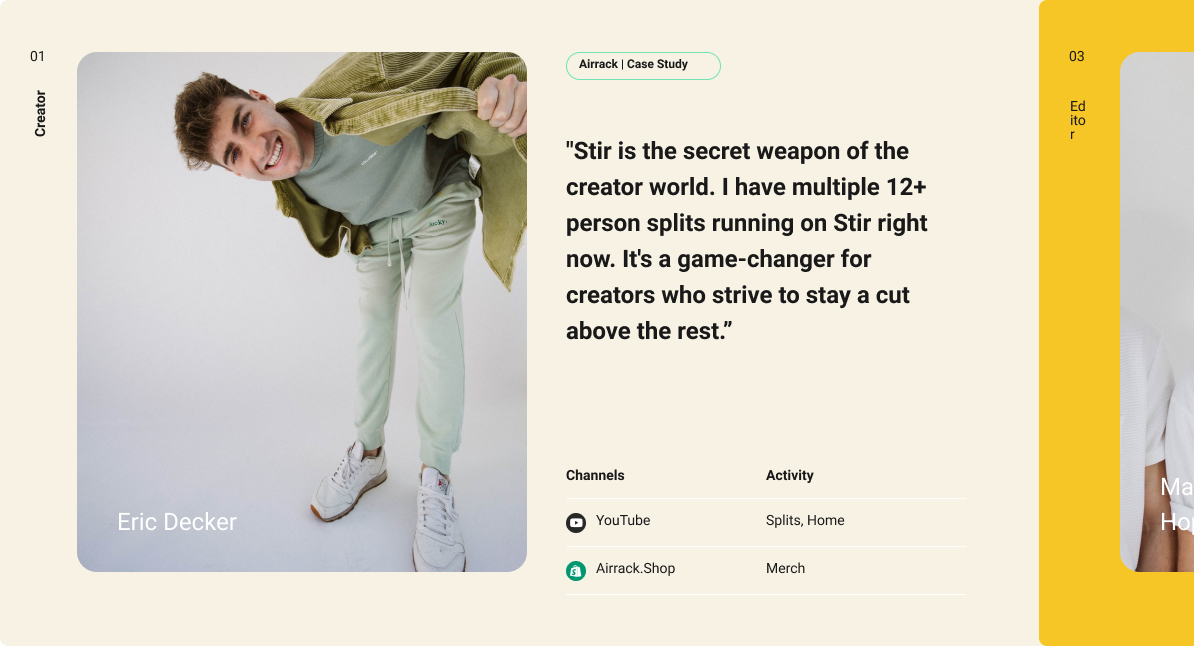 01
Creator
Eric Decker
Airrack | Case Study
"Stir is the secret weapon of the
creator world. I have multiple 12+
person splits running on Stir right
now. It's a game-changer for
creators who strive to stay a cut
above the rest.”
Channels Activity
YouTube Splits, Home
Airrack.Shop Merch
03
Ed
ito
r
Ma
Hop